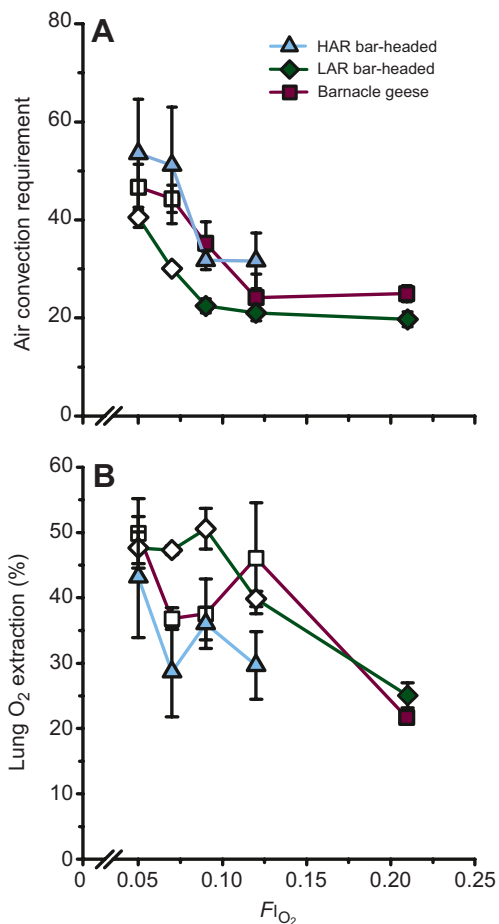 A
80
60
40
20
0
Air convection requirement
HAR bar-headed
LAR bar-headed
Barnacle geese
B
60
50
40
30
20
10
0
Lung O2 extraction (%)
0 0.05 0.10 0.15 0.20 0.25
FIO2